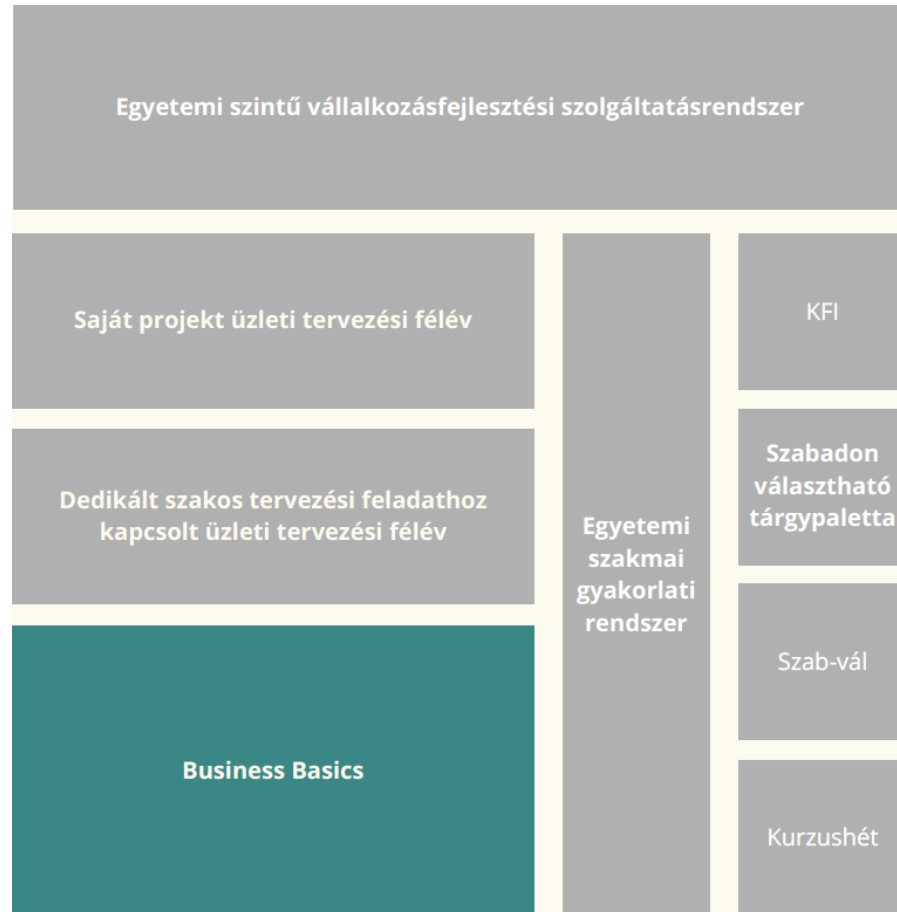 Egyetemi szintű vállalkozásfejlesztési szolgáltatásrendszer
Saját projekt üzleti tervezési félév
Dedikált szakos tervezési feladathoz
kapcsolt üzleti tervezési félév
Business Basics
Egyetemi
szakmai
gyakorlati
rendszer
KFI
Szabadon
választható
tárgypaletta
Szab-vál
Kurzushét